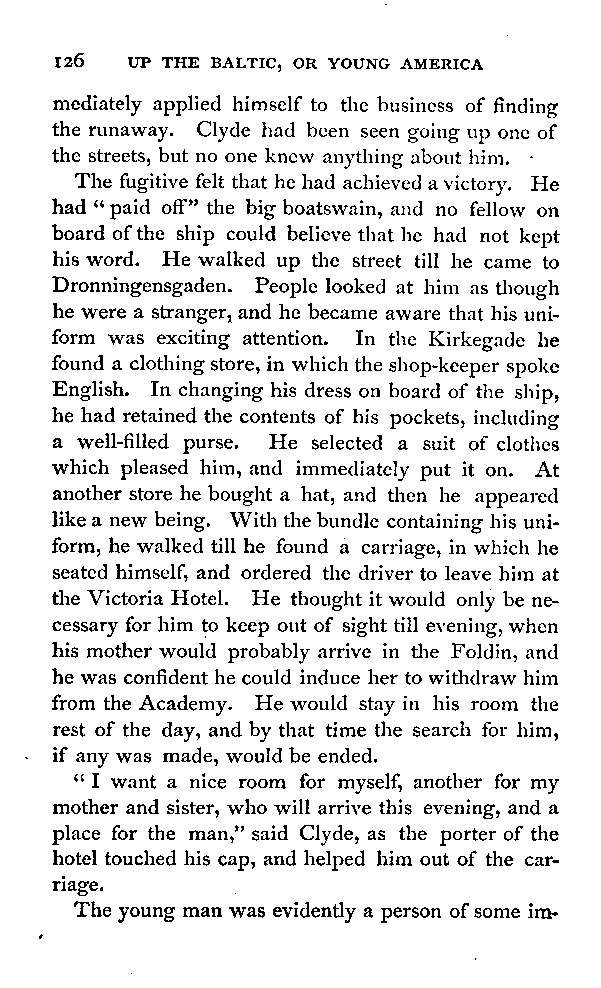 126 UP THE BALTIC, OR YOUNG AMERICA
mediately applied himself to the business of finding
the runaway. Clyde had been seen going up one of
the streets, but no one knew anything about him.
The fugitive felt that he had achieved a victory. He
had “ paid off” the big boatswain, and no fellow on
board of the ship could believe that he had not kept
his word. He walked up the street till he came to
Dronningensgaden. People looked at him as though
he were a stranger, and he became aware that his uni-
form was exciting attention. In the Kirkegade he
found a clothing store, in which the shop-keeper spoke
English. In changing his dress on board of the ship,
he had retained the contents of his pockets, including
a well-filled purse. He selected a suit of clothes
which pleased him, and immediately put it on. At
another store he bought a hat, and then he appeared
like a new being. With the bundle containing his uni-
form, he walked till he found a carriage, in which he
seated himself, and ordered the driver to leave him at
the Victoria Hotel. He thought it would only be ne-
cessary for him to keep out of sight till evening, when
his mother would probably arrive in the Foldin, and
he was confident he could induce her to withdraw him
from the Academy. He would stay in his room the
rest of the day, and by that time the search for him,
if any was made, would be ended.
“ I want a nice room for myself, another for my
mother and sister, who will arrive this evening, and a
place for the man,” said Clyde, as the porter of the
hotel touched his cap, and helped him out of the car-
riage.
The young man was evidently a person of some im-